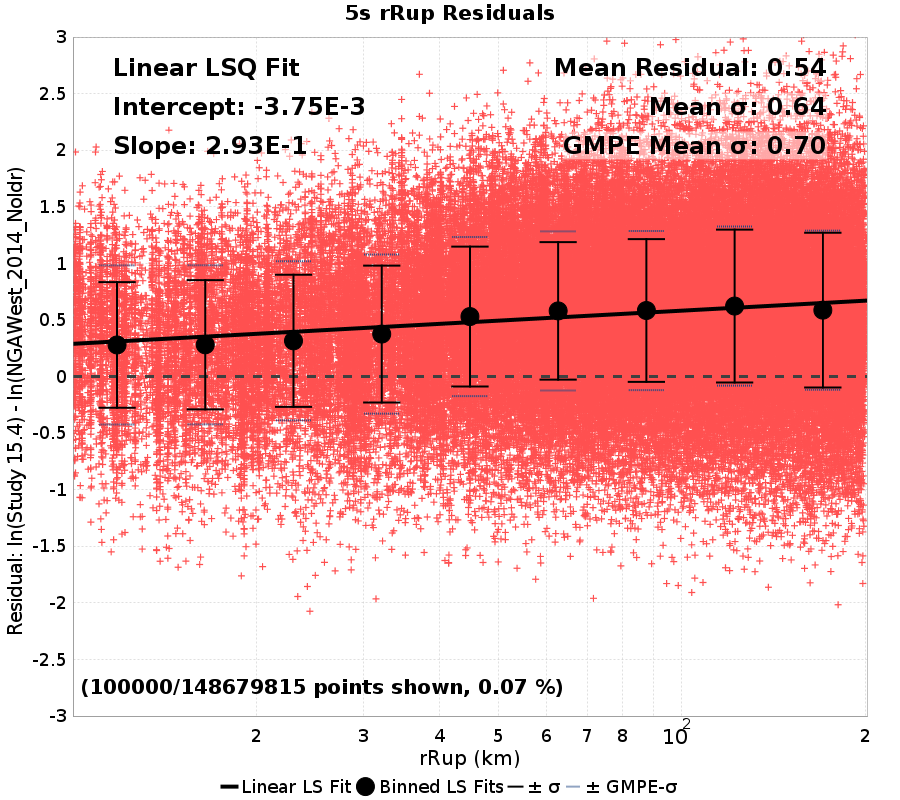 5s rRup Residuals
Linear LSQ Fit
Intercept: -3.75E-3
Slope: 2.93E-1
Mean Residual: 0.54
Mean σ: 0.64
GMPE Mean σ: 0.70
Residual: ln(Study 15.4) - ln(NGAWest_2014_NoIdr)
3
2.5
2
1.5
1
0.5
0
-0.5
-1
-1.5
-2
-2.5
-3
(100000/148679815 points shown, 0.07 %)
2 3 4 5 6 7 8 10² 2
rRup (km)
Linear LS Fit Binned LS Fits ± σ ± GMPE-σ